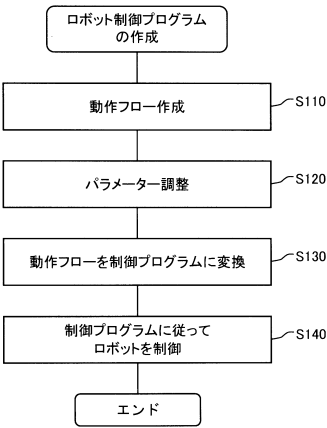 ロボット制御プログラム
の作成
動作フロー作成
S110
パラメーター調整
S120
動作フローを制御プログラムに変換
S130
制御プログラムに従って
ロボットを制御
S140
エンド